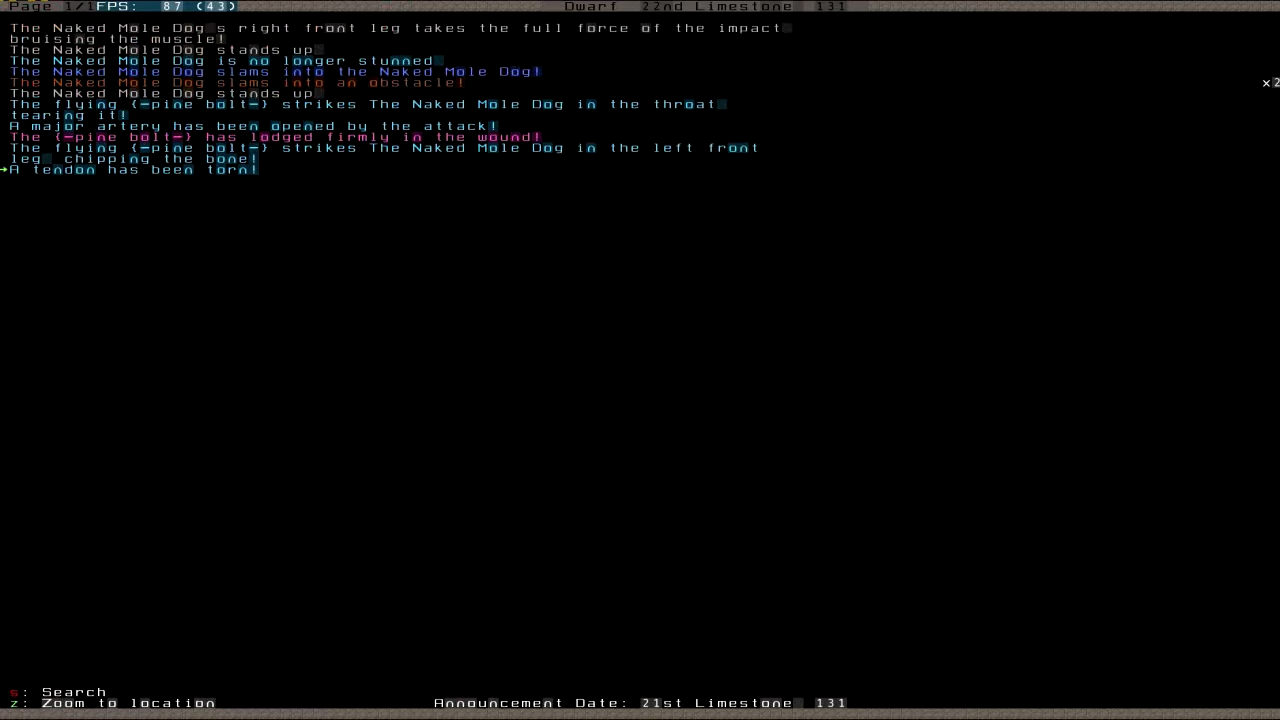 Page 1/1 FPS: 87 (43) Dwarf 22nd Limestone 131
The Naked Mole Dog s right front leg takes the full force of the impact
bruising the muscle!
The Naked Mole Dog stands up
The Naked Mole Dog is no longer stunned
The Naked Mole Dog slams into the Naked Mole Dog!
The Naked Mole Dog slams into an obstacle! ×2
The Naked Mole Dog stands up
The flying {-pine bolt-} strikes The Naked Mole Dog in the throat
tearing it!
A major artery has been opened by the attack!
The {-pine bolt-} has lodged firmly in the wound!
The flying {-pine bolt-} strikes The Naked Mole Dog in the left front
leg chipping the bone!
→A tendon has been torn!
s: Search
z: Zoom to location Announcement Date: 21st Limestone 131